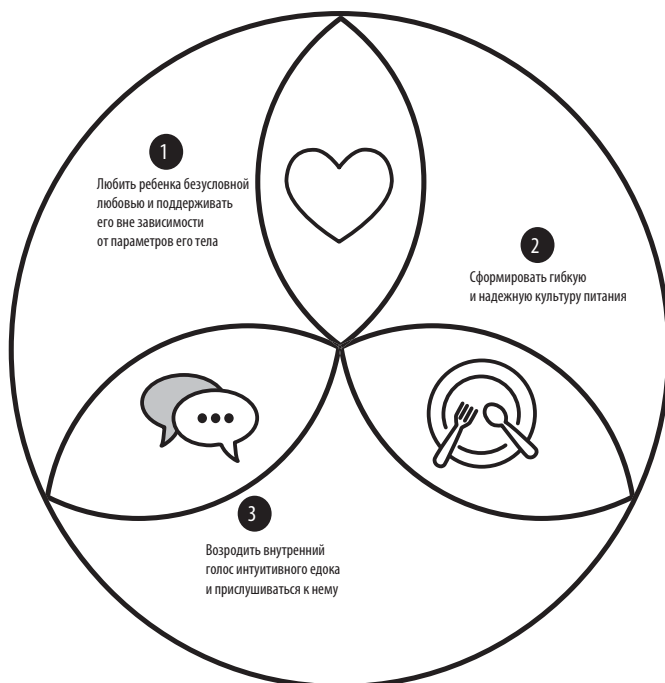 1
Любить ребенка безусловной
любовью и поддерживать
его вне зависимости
от параметров его тела
2
Сформировать гибкую
и надежную культуру питания
3
Возродить внутренний
голос интуитивного едока
и прислушиваться к нему